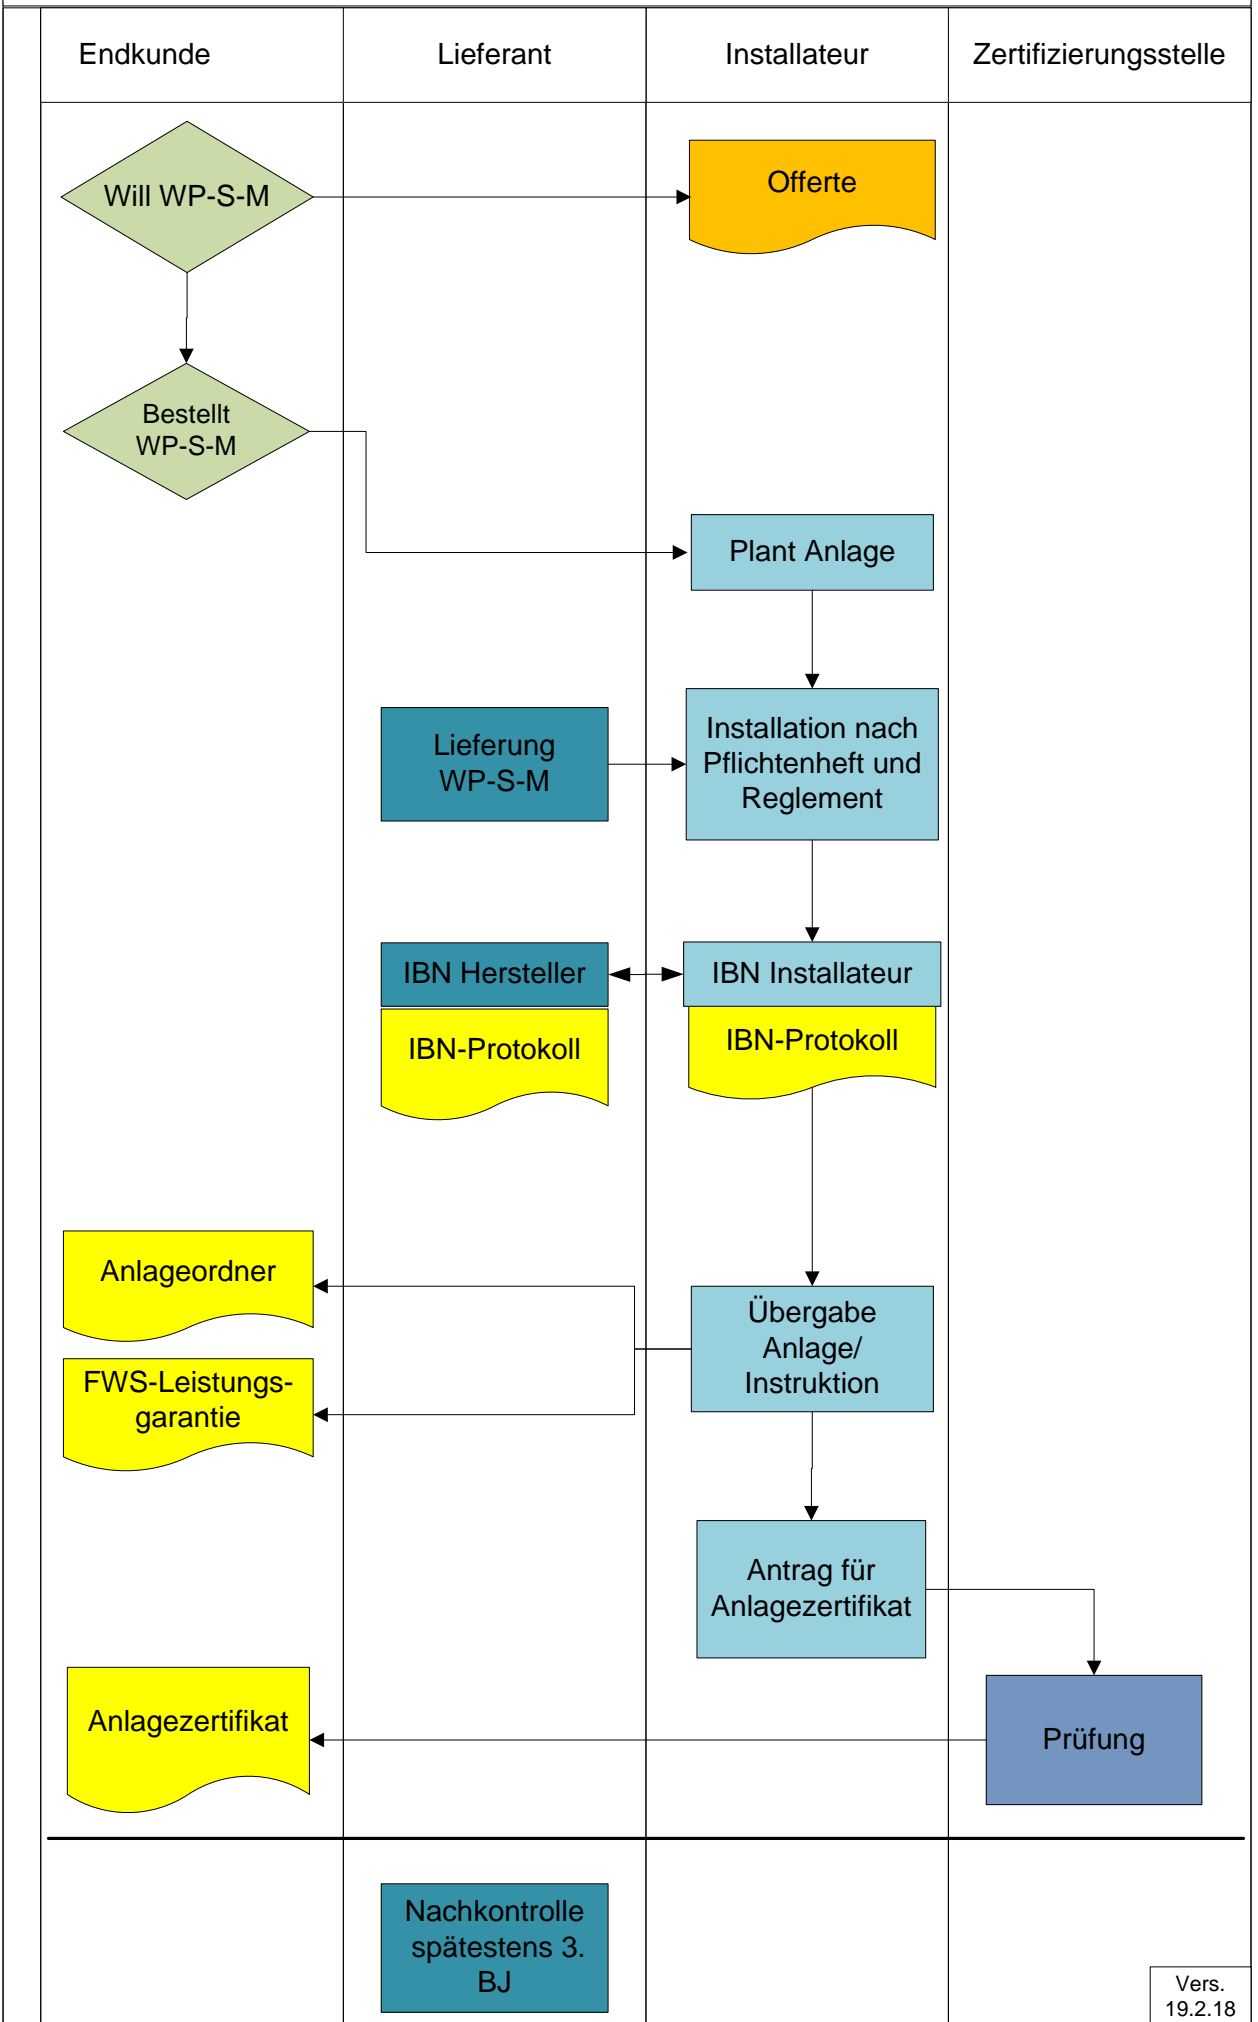 Endkunde
Lieferant
Installateur
Zertifizierungsstelle
Will WP-S-M
Offerte
Bestellt
WP-S-M
Plant Anlage
Lieferung
WP-S-M
Installation nach
Pflichtenheft und
Reglement
IBN Hersteller
IBN Installateur
IBN-Protokoll
IBN-Protokoll
Anlageordner
FWS-Leistungs-
garantie
Übergabe
Anlage/
Instruktion
Antrag für
Anlagezertifikat
Anlagezertifikat
Prüfung
Nachkontrolle
spätestens 3.
BJ
Vers.
19.2.18